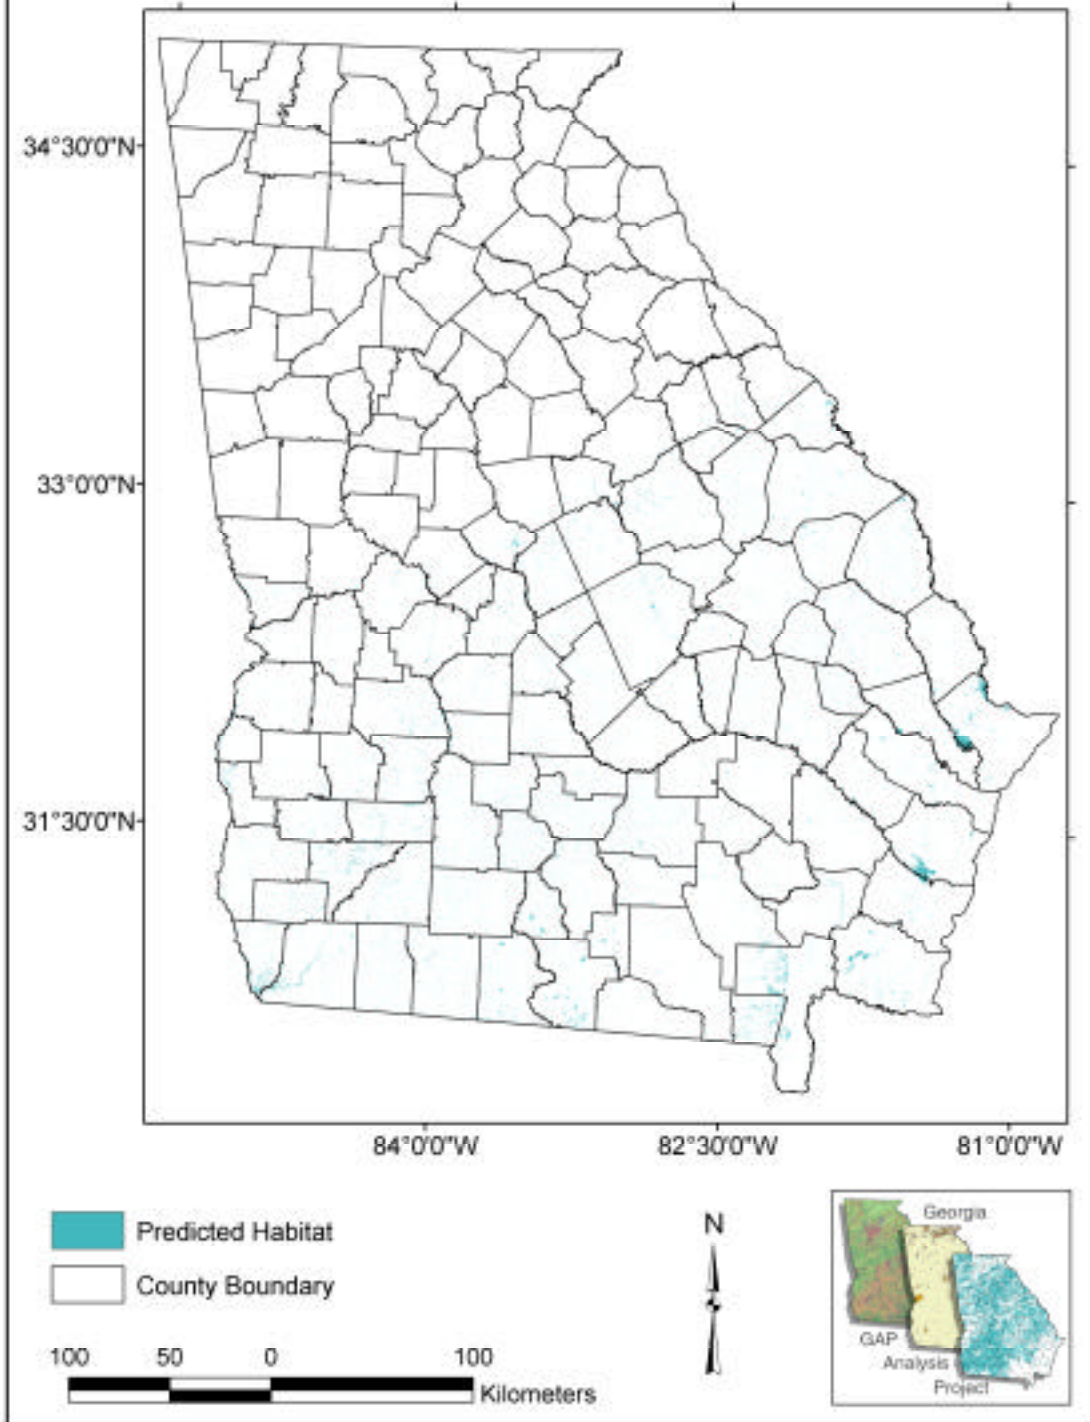 34°30'0"N
33°0'0"N
31°30'0"N
84°0'0"W 82°30'0"W 81°0'0"W
Predicted Habitat
County Boundary
N
100 50 0 100
Kilometers
Georgia
GAP
Analysis
Project